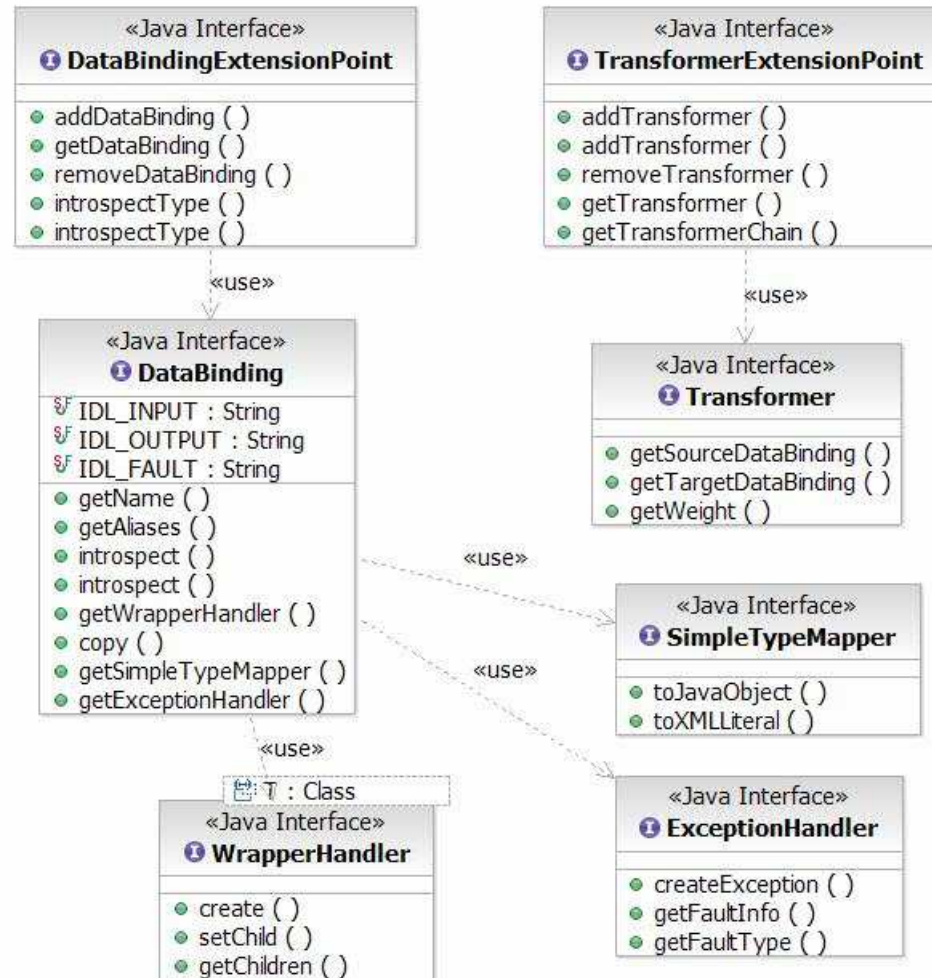 «Java Interface»
DataBindingExtensionPoint
addDataBinding ( )
getDataBinding ( )
removeDataBinding ( )
introspectType ( )
introspectType ( )
«Java Interface»
TransformerExtensionPoint
addTransformer ( )
addTransformer ( )
removeTransformer ( )
getTransformer ( )
getTransformerChain ( )
«use»
«use»
«Java Interface»
DataBinding
IDL_INPUT : String
IDL_OUTPUT : String
IDL_FAULT : String
getName ( )
getAliases ( )
introspect ( )
introspect ( )
getWrapperHandler ( )
copy ( )
getSimpleTypeMapper ( )
getExceptionHandler ( )
«Java Interface»
Transformer
getSourceDataBinding ( )
getTargetDataBinding ( )
getWeight ( )
«use»
«Java Interface»
SimpleTypeMapper
toJavaObject ( )
toXMLLiteral ( )
«use»
«use»
T : Class
«Java Interface»
WrapperHandler
create ( )
setChild ( )
getChildren ( )
«Java Interface»
ExceptionHandler
createException ( )
getFaultInfo ( )
getFaultType ( )